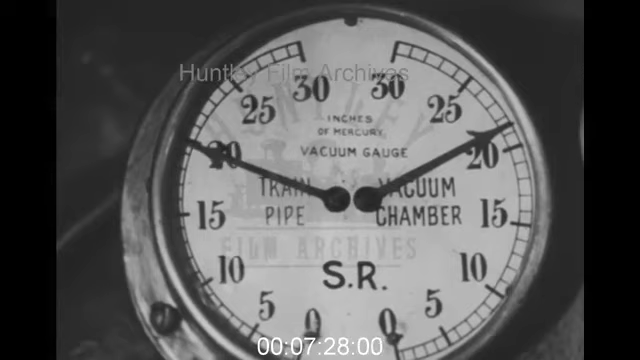 Huntley Film Archives
30 30
25 25
INCHES
OF MERCURY.
HUNTLEY
VACUUM GAUGE
20 20
TRAIN VACUUM
PIPE CHAMBER
15 15
FILM ARCHIVES
10 10
S.R.
5 5
0 0
00:07:28:00